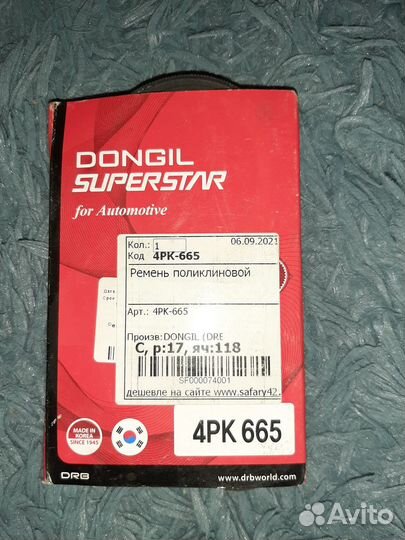 DONGIL
SUPERSTAR
for Automotive
06.09.2021
Кол.: 1
Код 4PK-665
Ремень поликлиновой
Арт.: 4PK-665
Произв: DONGIL (DRB
С, р:17, яч:118
SF000074001
дешевле на сайте www.safary42.
MADE IN
KOREA
SINCE 1945
4PK 665
DRB
www.drbworld.com
Avito